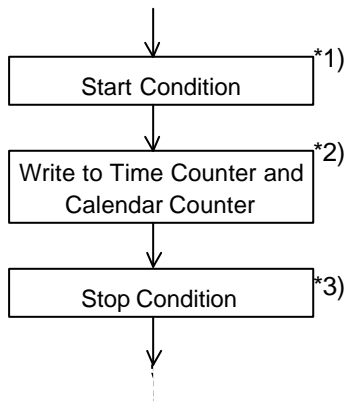 *1)
Start Condition
*2)
Write to Time Counter and
Calendar Counter
*3)
Stop Condition